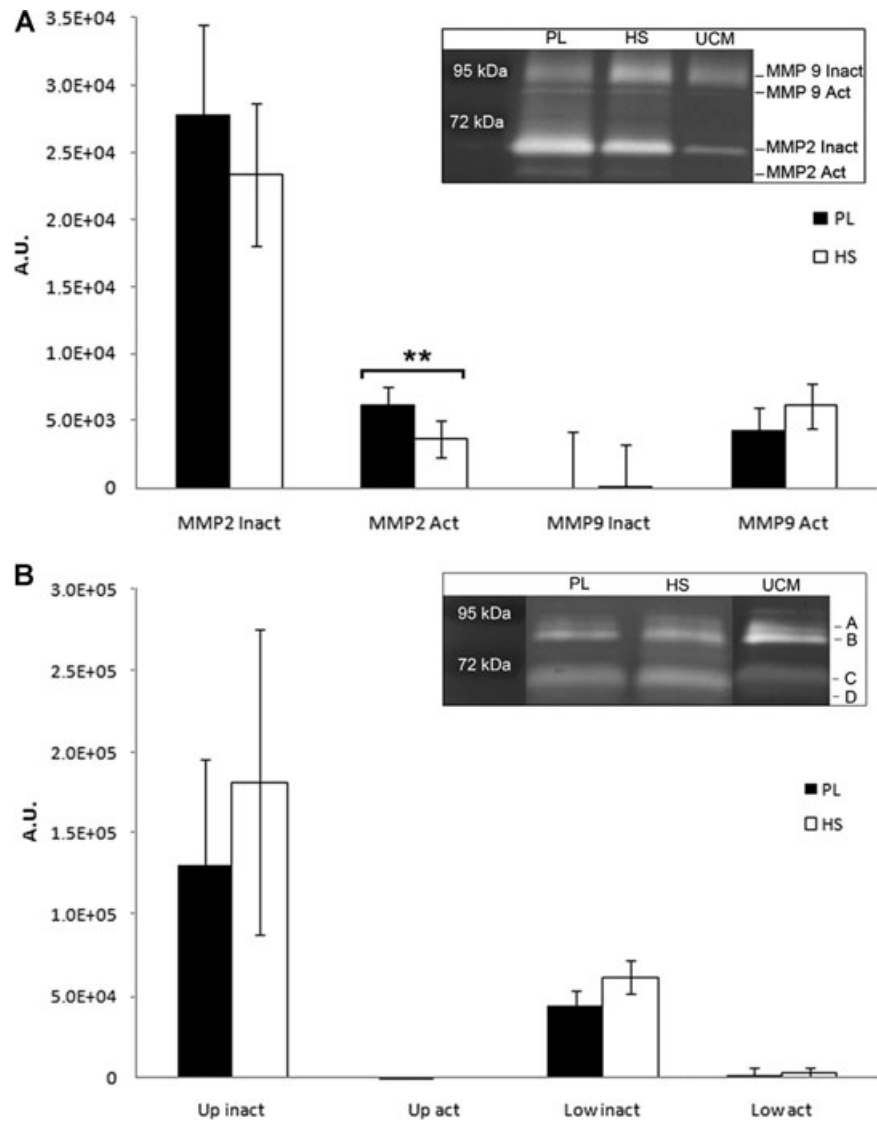 A
3.5E+04
3.0E+04
2.5E+04
2.0E+04
1.5E+04
1.0E+04
5.0E+03
0
A.U.
PL HS UCM
95 kDa
72 kDa
MMP 9 Inact
MMP 9 Act
MMP2 Inact
MMP2 Act
PL
HS
**
MMP2 Inact MMP2 Act MMP9 Inact MMP9 Act
B
3.0E+05
2.5E+05
2.0E+05
1.5E+05
1.0E+05
5.0E+04
0
A.U.
PL HS UCM
95 kDa
72 kDa
A
B
C
D
PL
HS
Up inact Up act Low inact Low act